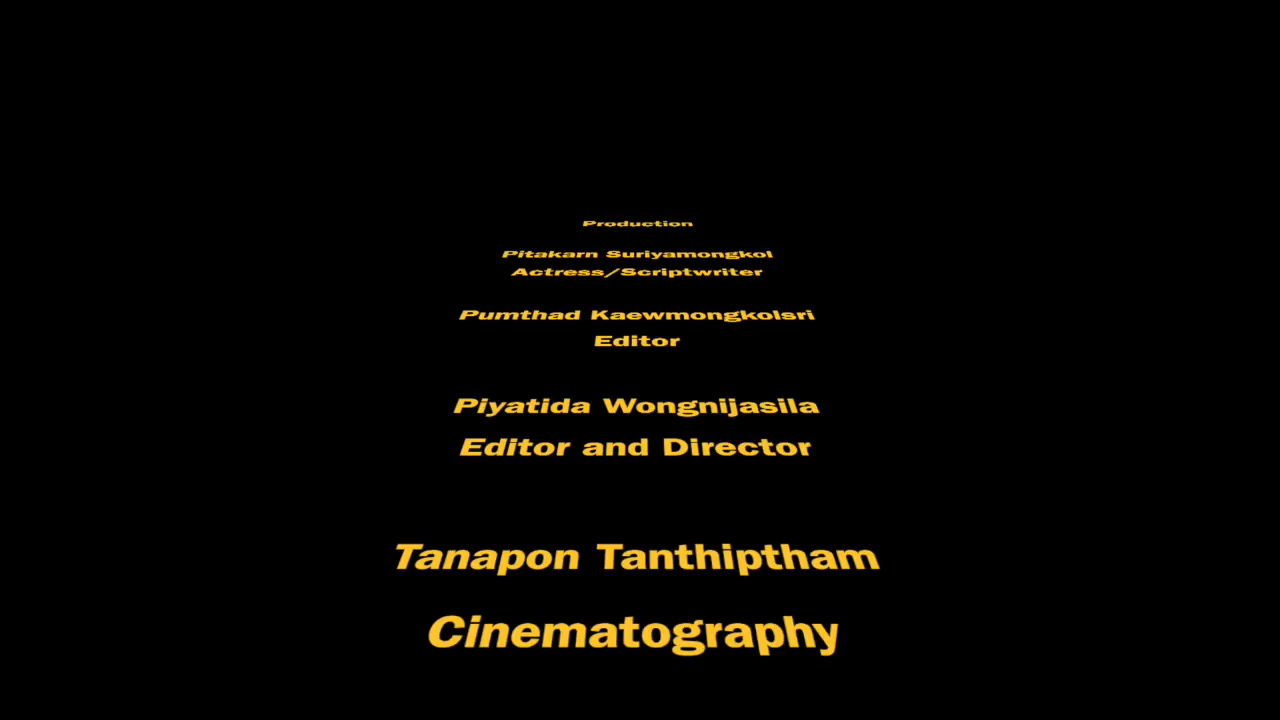 Production
Pitakarn Suriyamongkol
Actress/Scriptwriter
Pumthad Kaewmongkolsri
Editor
Piyatida Wongnijasila
Editor and Director
Tanapon Tanthiptham
Cinematography